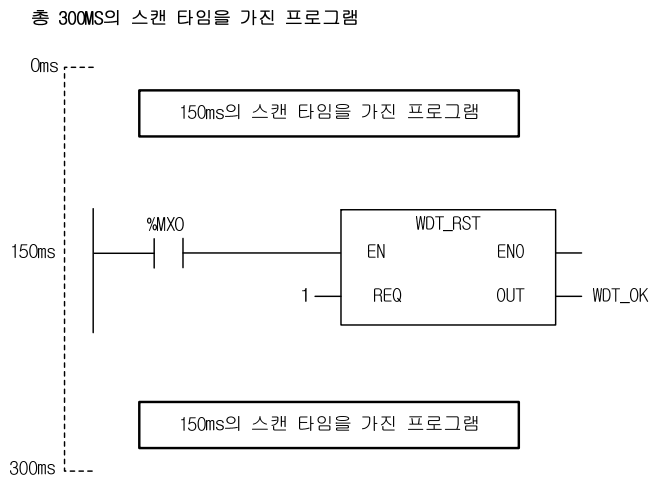 총 300MS의 스캔 타임을 가진 프로그램
0ms
150ms의 스캔 타임을 가진 프로그램
%MX0
WDT_RST
150ms
EN
ENO
1
REQ
OUT
WDT_OK
150ms의 스캔 타임을 가진 프로그램
300ms